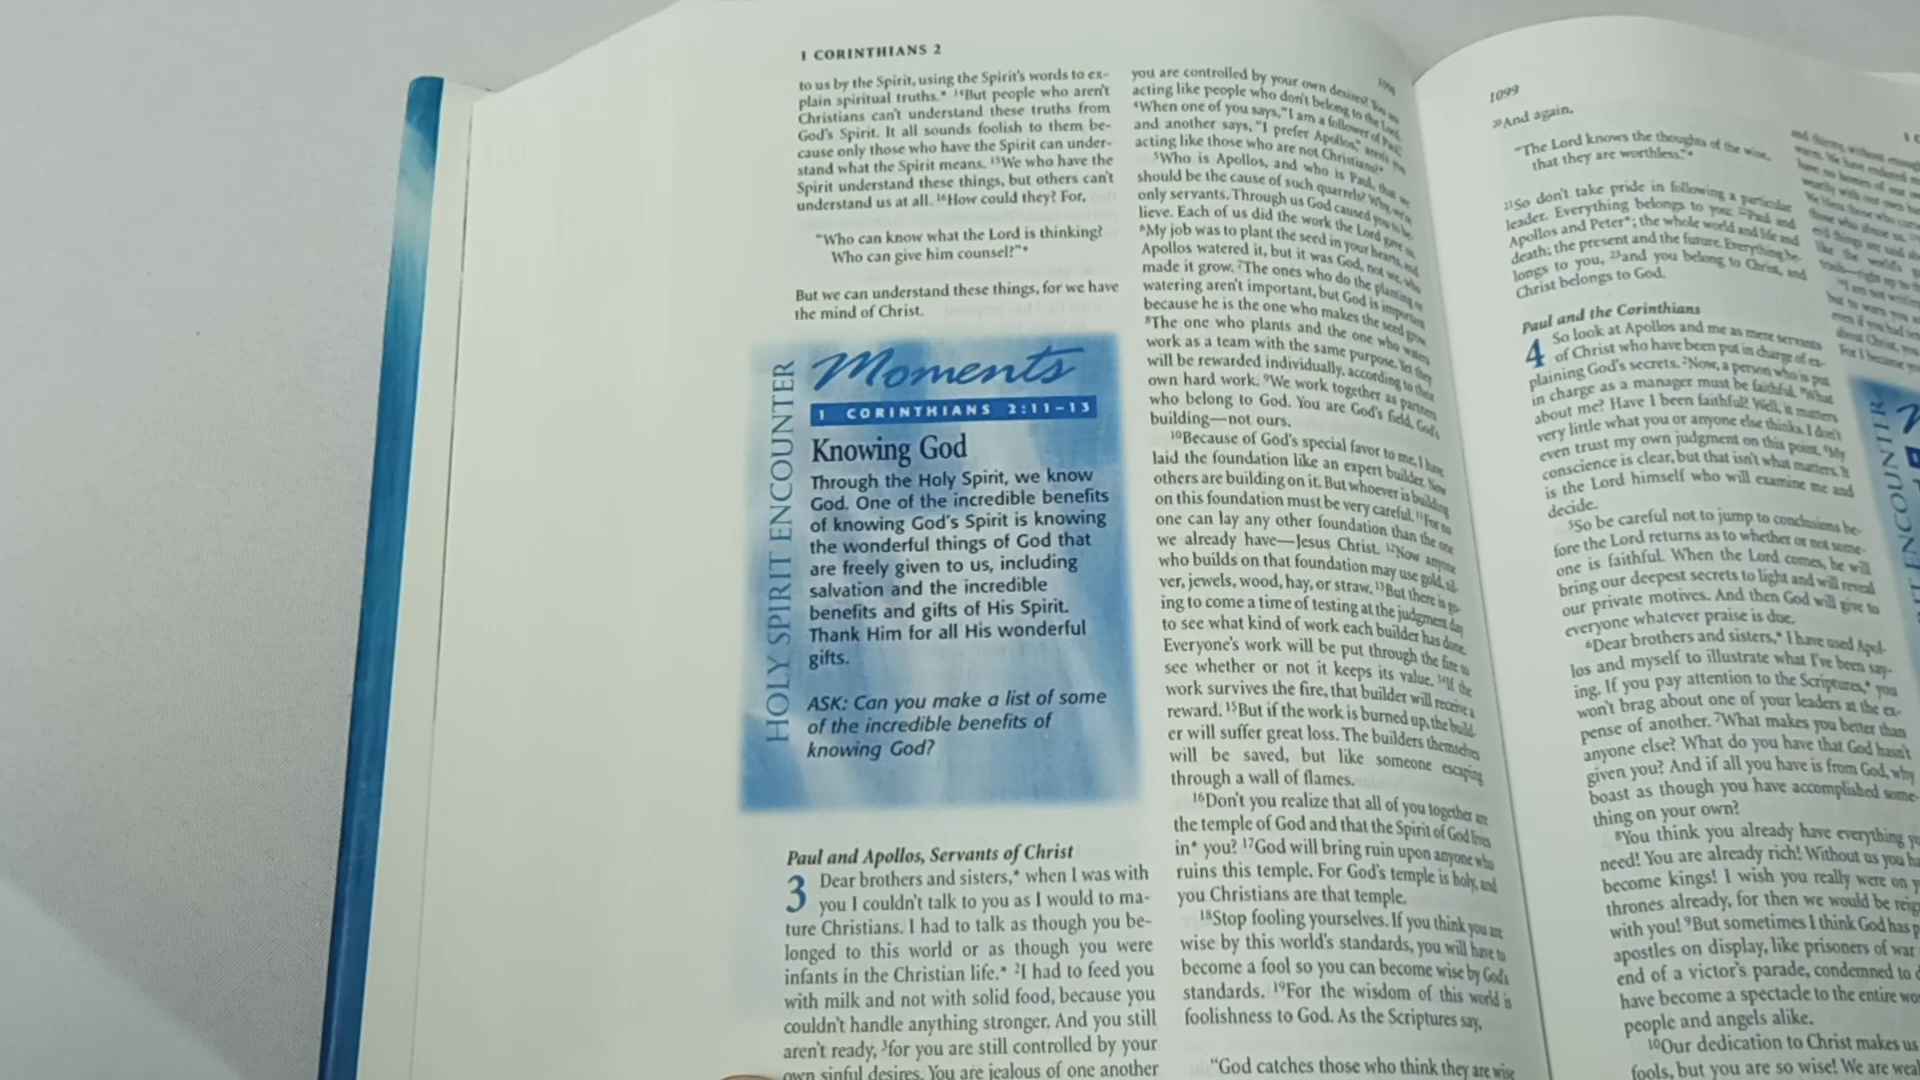 1 CORINTHIANS 2
to us by the Spirit, using the Spirit's words to ex-
plain spiritual truths.* 14But people who aren't
Christians can't understand these truths from
God's Spirit. It all sounds foolish to them be-
cause only those who have the Spirit can under-
stand what the Spirit means. 15We who have the
Spirit understand these things, but others can't
understand us at all. 16How could they? For,
"Who can know what the Lord is thinking?
Who can give him counsel?"*
But we can understand these things, for we have
the mind of Christ.
HOLY SPIRIT ENCOUNTER
Moments
1 CORINTHIANS 2:11-13
Knowing God
Through the Holy Spirit, we know
God. One of the incredible benefits
of knowing God's Spirit is knowing
the wonderful things of God that
are freely given to us, including
salvation and the incredible
benefits and gifts of His Spirit.
Thank Him for all His wonderful
gifts.
ASK: Can you make a list of some
of the incredible benefits of
knowing God?
Paul and Apollos, Servants of Christ
3 Dear brothers and sisters,* when I was with
you I couldn't talk to you as I would to ma-
ture Christians. I had to talk as though you be-
longed to this world or as though you were
infants in the Christian life.* 2I had to feed you
with milk and not with solid food, because you
couldn't handle anything stronger. And you still
aren't ready, 3for you are still controlled by your
own sinful desires. You are jealous of one another
1098
you are controlled by your own desires? You are
acting like people who don't belong to the Lord.
4When one of you says, "I am a follower of Paul,"
and another says, "I prefer Apollos," aren't you
acting like those who are not Christians?*
5Who is Apollos, and who is Paul, that we
should be the cause of such quarrels? Why, we're
only servants. Through us God caused you to be-
lieve. Each of us did the work the Lord gave us.
6My job was to plant the seed in your hearts, and
Apollos watered it, but it was God, not we, who
made it grow. 7The ones who do the planting or
watering aren't important, but God is important
because he is the one who makes the seed grow.
8The one who plants and the one who waters
work as a team with the same purpose. Yet they
will be rewarded individually, according to their
own hard work. 9We work together as partners
who belong to God. You are God's field, God's
building—not ours.
10Because of God's special favor to me, I have
laid the foundation like an expert builder. Now
others are building on it. But whoever is building
on this foundation must be very careful. 11For no
one can lay any other foundation than the one
we already have—Jesus Christ. 12Now anyone
who builds on that foundation may use gold, sil-
ver, jewels, wood, hay, or straw. 13But there is go-
ing to come a time of testing at the judgment day
to see what kind of work each builder has done.
Everyone's work will be put through the fire to
see whether or not it keeps its value. 14If the
work survives the fire, that builder will receive a
reward. 15But if the work is burned up, the build-
er will suffer great loss. The builders themselves
will be saved, but like someone escaping
through a wall of flames.
16Don't you realize that all of you together are
the temple of God and that the Spirit of God lives
in* you? 17God will bring ruin upon anyone who
ruins this temple. For God's temple is holy, and
you Christians are that temple.
18Stop fooling yourselves. If you think you are
wise by this world's standards, you will have to
become a fool so you can become wise by God's
standards. 19For the wisdom of this world is
foolishness to God. As the Scriptures say,
"God catches those who think they are wise
1099
20And again,
"The Lord knows the thoughts of the wise,
that they are worthless."*
21So don't take pride in following a particular
leader. Everything belongs to you: 22Paul and
Apollos and Peter*; the whole world and life and
death; the present and the future. Everything be-
longs to you, 23and you belong to Christ, and
Christ belongs to God.
Paul and the Corinthians
4 So look at Apollos and me as mere servants
of Christ who have been put in charge of ex-
plaining God's secrets. 2Now, a person who is put
in charge as a manager must be faithful. 3What
about me? Have I been faithful? Well, it matters
very little what you or anyone else thinks. I don't
even trust my own judgment on this point. 4My
conscience is clear, but that isn't what matters. It
is the Lord himself who will examine me and
decide.
5So be careful not to jump to conclusions be-
fore the Lord returns as to whether or not some-
one is faithful. When the Lord comes, he will
bring our deepest secrets to light and will reveal
our private motives. And then God will give to
everyone whatever praise is due.
6Dear brothers and sisters,* I have used Apol-
los and myself to illustrate what I've been say-
ing. If you pay attention to the Scriptures,* you
won't brag about one of your leaders at the ex-
pense of another. 7What makes you better than
anyone else? What do you have that God hasn't
given you? And if all you have is from God, why
boast as though you have accomplished some-
thing on your own?
8You think you already have everything
need! You are already rich! Without us you
become kings! I wish you really were on
thrones already, for then we would be
with you! 9But sometimes I think God has
apostles on display, like prisoners of war
end of a victor's parade, condemned to
have become a spectacle to the entire
people and angels alike.
10Our dedication to Christ makes us
fools, but you are so wise! We are